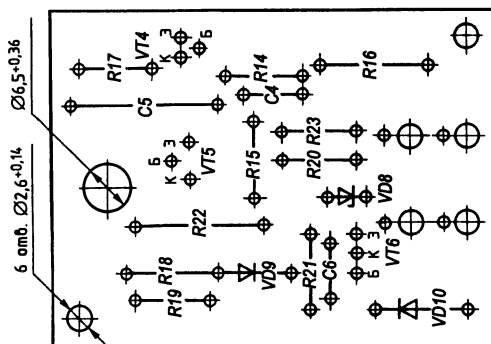 Ø6,5+0,36
6 отв. Ø2,6+0,14
R17
VT4
К
Э
Б
R14
R16
C5
C4
R15
R23
R20
VT5
Б
К
Э
VD8
R22
VT6
Б
К
Э
R18
VD9
R21
C6
R19
VD10